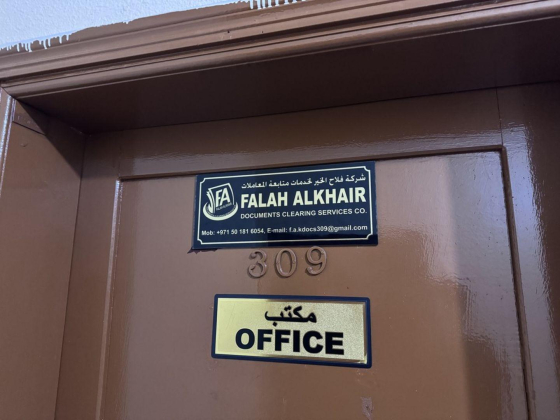 شركة فلاح الخير لخدمات متابعة المعاملات
FA
FALAH ALKHAIR
DOCUMENTS CLEARING SERVICES CO.
Mob: +971 50 181 6054, E-mail: f.a.kdocs309@gmail.com
309
مكتب
OFFICE